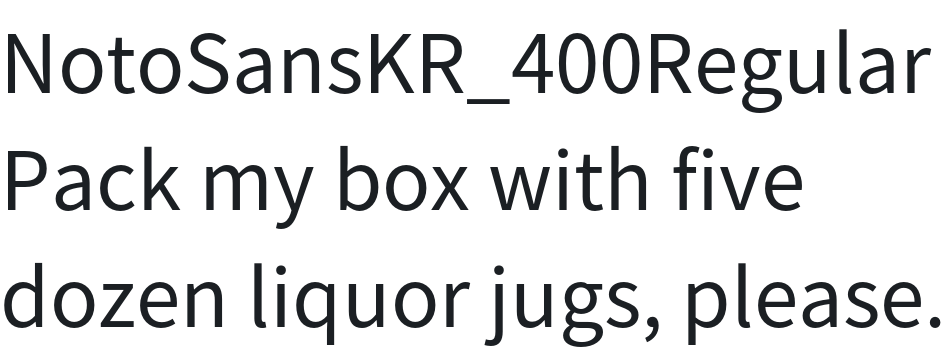 NotoSansKR_400Regular
Pack my box with five
dozen liquor jugs, please.